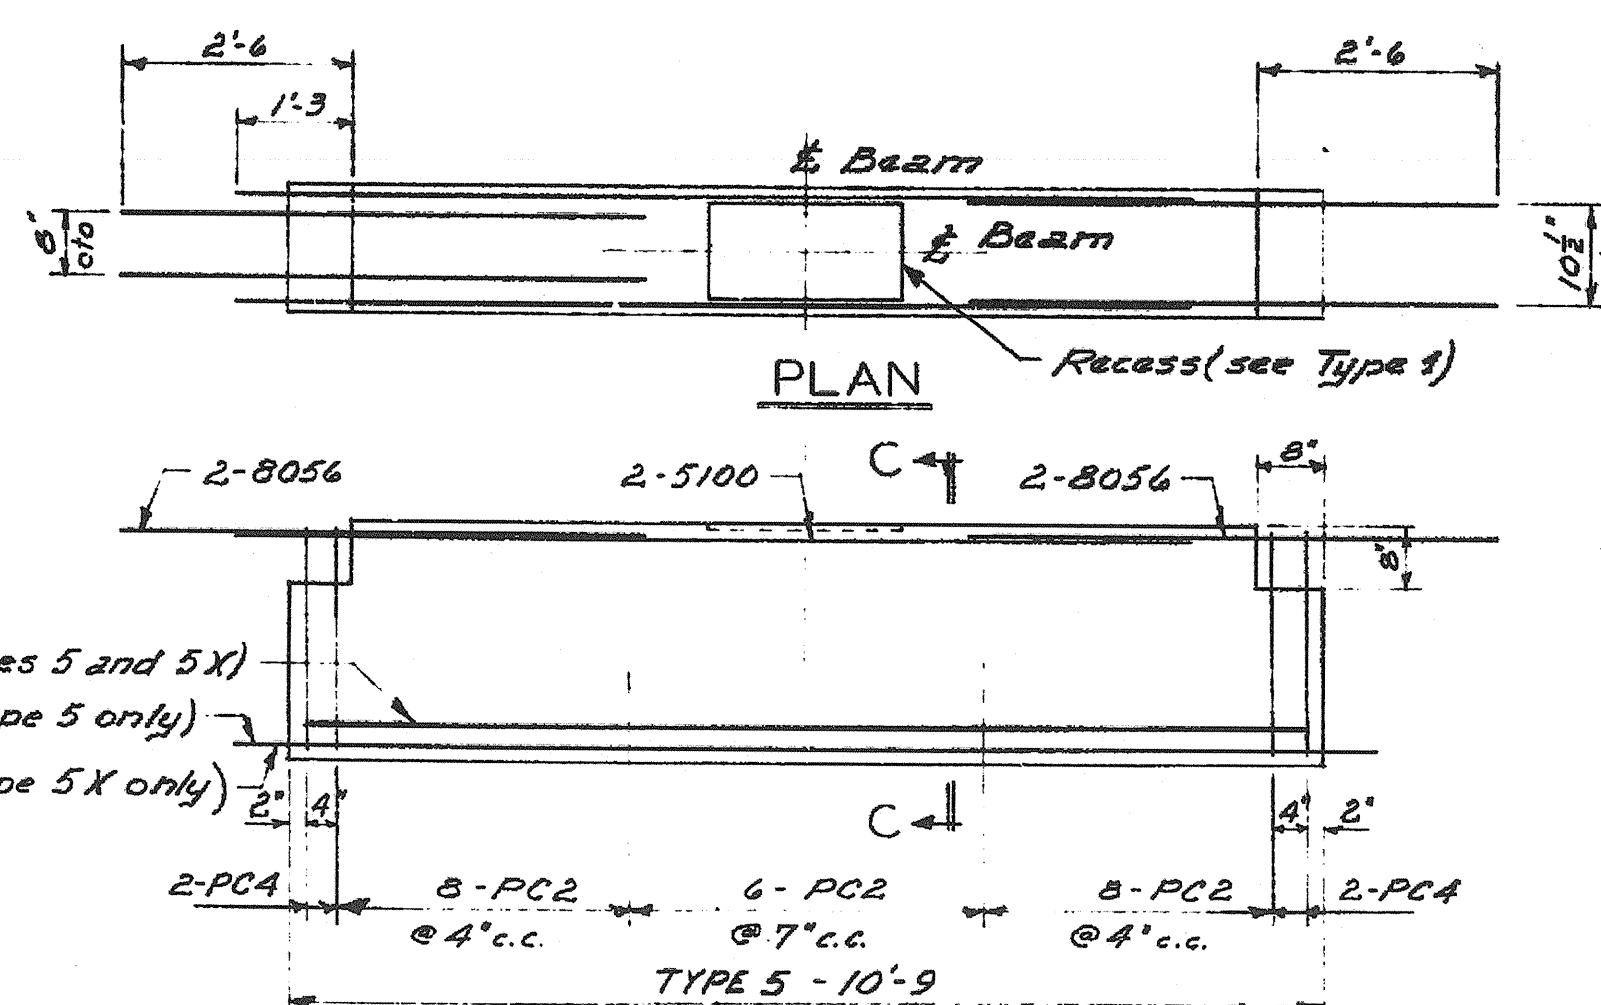 2'-6
2'-6
1'-3
℄ Beam
8"
oto
℄ Beam
10½"
Recess (see Type 1)
PLAN
C
8"
2-8056
2-5100
2-8056
8"
es 5 and 5X)
pe 5 only)
pe 5X only)
2"
4"
C
4"
2"
2-PC4
8-PC2
6-PC2
8-PC2
2-PC4
@ 4" c.c.
@ 7" c.c.
@ 4" c.c.
TYPE 5 - 10'-9